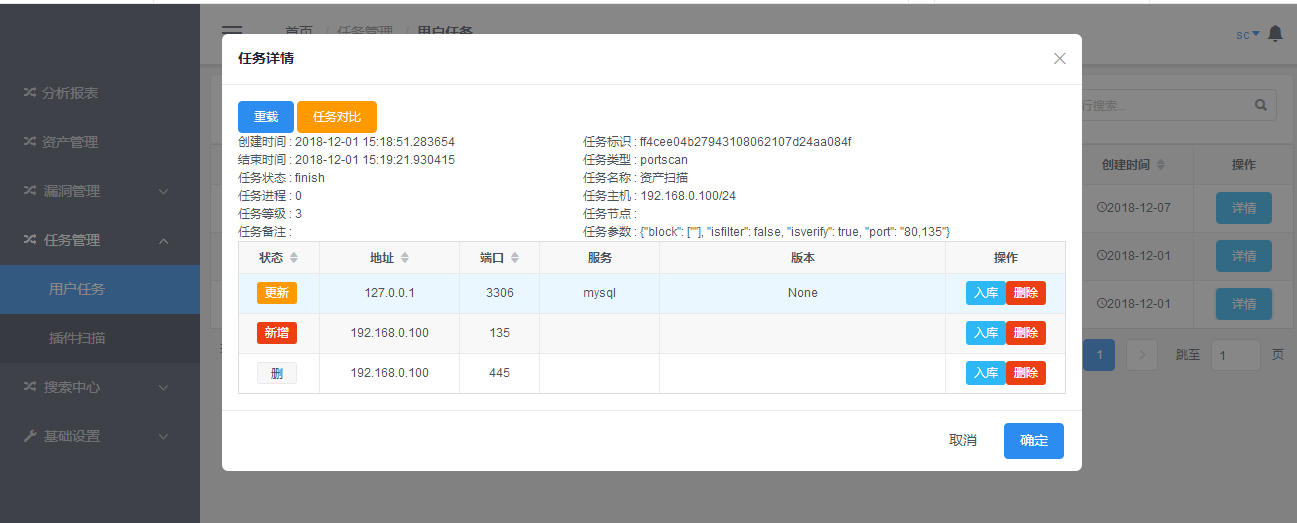 首页 / 任务管理 / 用户任务
sc
分析报表
资产管理
漏洞管理
任务管理
用户任务
插件扫描
搜索中心
基础设置
任务详情
重载 任务对比
创建时间 : 2018-12-01 15:18:51.283654
任务标识 : ff4cee04b27943108062107d24aa084f
结束时间 : 2018-12-01 15:19:21.930415
任务类型 : portscan
任务状态 : finish
任务名称 : 资产扫描
任务进程 : 0
任务主机 : 192.168.0.100/24
任务等级 : 3
任务节点 :
任务备注 :
任务参数 : {"block": [""], "isfilter": false, "isverify": true, "port": "80,135"}
状态 地址 端口 服务 版本 操作
更新 127.0.0.1 3306 mysql None 入库 删除
新增 192.168.0.100 135 入库 删除
删 192.168.0.100 445 入库 删除
取消 确定
行搜索...
创建时间 操作
2018-12-07 详情
2018-12-01 详情
2018-12-01 详情
1 跳至 1 页